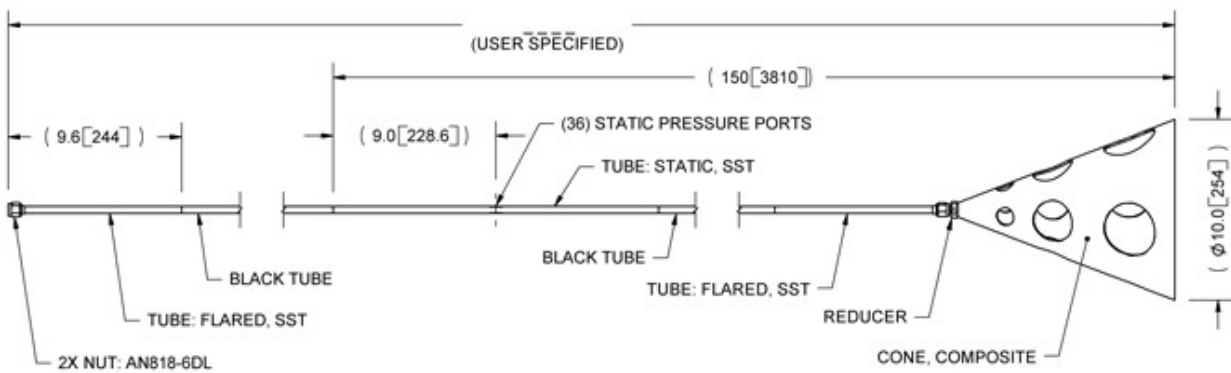 (USER SPECIFIED)
( 150[3810] )
( 9.6[244] )
( 9.0[228.6] )
(36) STATIC PRESSURE PORTS
TUBE: STATIC, SST
( Φ10.0[254] )
BLACK TUBE
BLACK TUBE
TUBE: FLARED, SST
TUBE: FLARED, SST
REDUCER
2X NUT: AN818-6DL
CONE, COMPOSITE